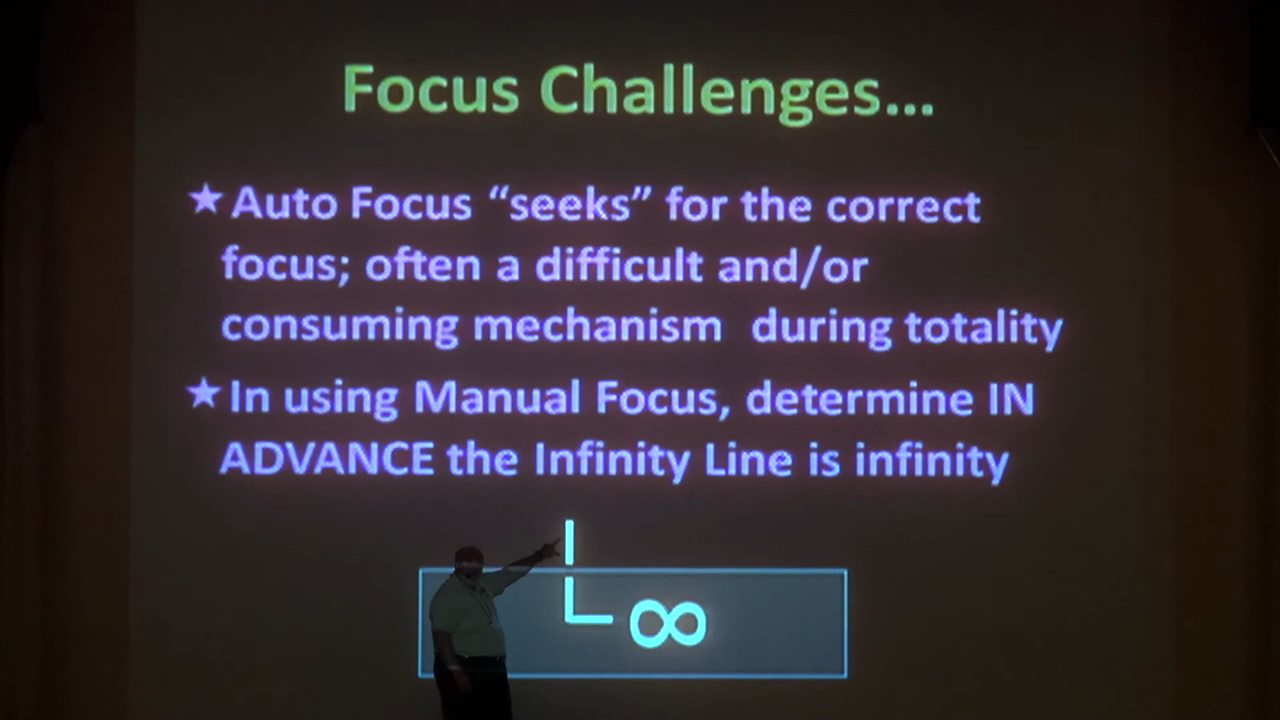 Focus Challenges...
★ Auto Focus “seeks” for the correct
focus; often a difficult and/or
consuming mechanism during totality
★ In using Manual Focus, determine IN
ADVANCE the Infinity Line is infinity
∞